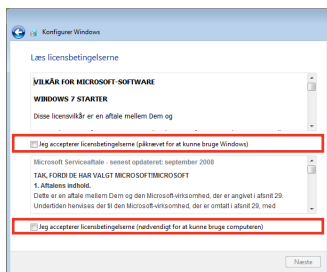 Konfigurer Windows
Læs licensbetingelserne
VILKÅR FOR MICROSOFT-SOFTWARE
WINDOWS 7 STARTER
Disse licensvilkår er en aftale mellem Dem og
Jeg accepterer licensbetingelserne (påkrævet for at kunne bruge Windows)
Microsoft Serviceaftale - senest opdateret: september 2008
TAK, FORDI DE HAR VALGT MICROSOFT!MICROSOFT
1. Aftalens indhold.
Dette er en aftale mellem Dem og den Microsoft-virksomhed, der er angivet i afsnit 29.
Undertiden henvises der til den Microsoft-virksomhed, der er omtalt i afsnit 29, med
Jeg accepterer licensbetingelserne (nødvendigt for at kunne bruge computeren)
Næste